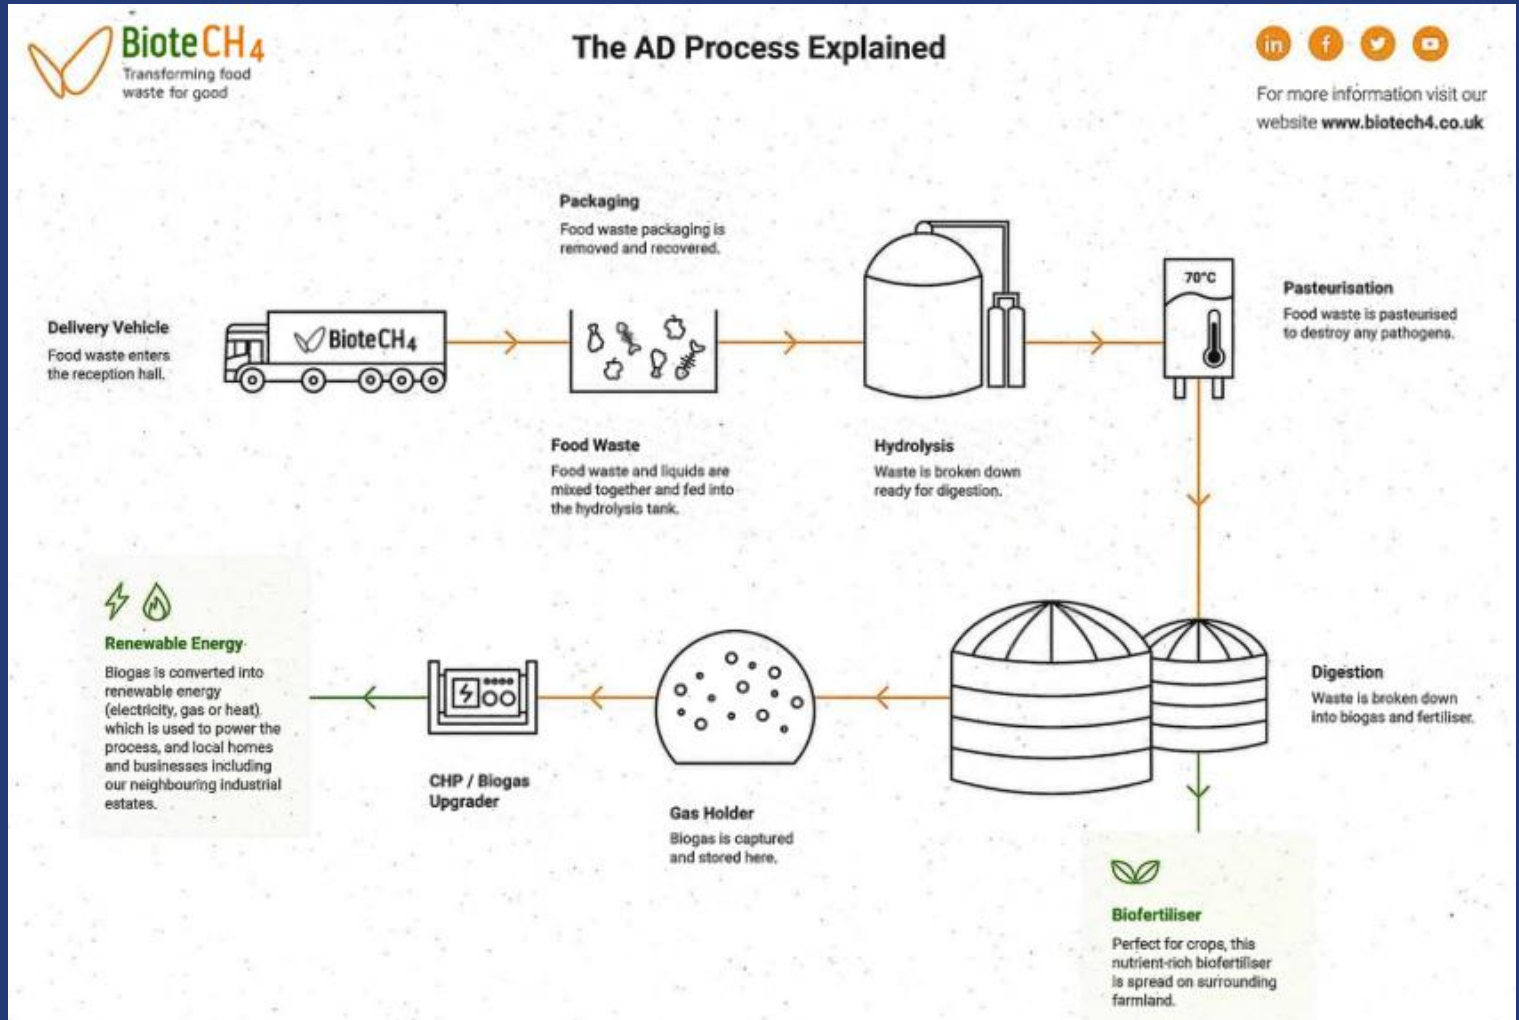 BioteCH4
Transforming food
waste for good
The AD Process Explained
in f
For more information visit our
website www.biotech4.co.uk
Delivery Vehicle
Food waste enters
the reception hall.
BioteCH4
Packaging
Food waste packaging is
removed and recovered.
Food Waste
Food waste and liquids are
mixed together and fed into
the hydrolysis tank.
Hydrolysis
Waste is broken down
ready for digestion.
70°C
Pasteurisation
Food waste is pasteurised
to destroy any pathogens.
Digestion
Waste is broken down
into biogas and fertiliser.
Biofertiliser
Perfect for crops, this
nutrient-rich biofertiliser
is spread on surrounding
farmland.
Gas Holder
Biogas is captured
and stored here.
CHP / Biogas
Upgrader
Renewable Energy
Biogas is converted into
renewable energy
(electricity, gas or heat)
which is used to power the
process, and local homes
and businesses including
our neighbouring industrial
estates.